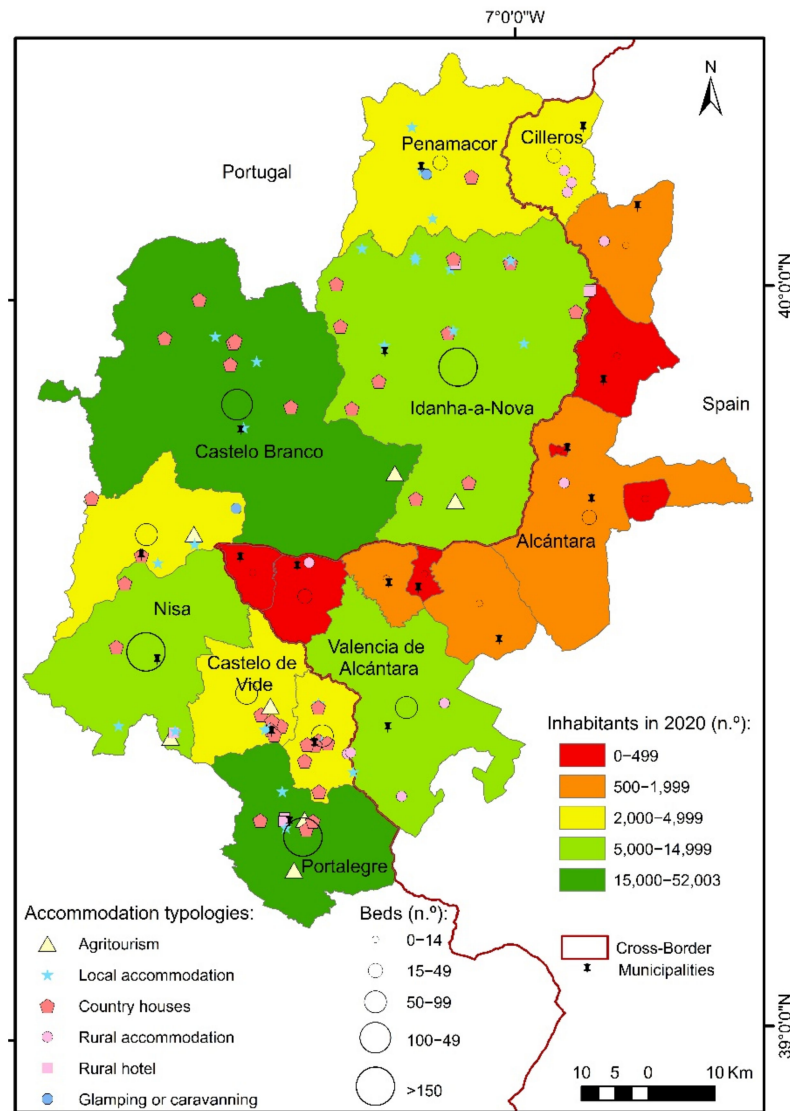 7°0'0"W
N
Penamacor
Cilleros
Portugal
40°0'0"N
Idanha-a-Nova
Spain
Castelo Branco
Alcántara
Nisa
Castelo de
Vide
Valencia de
Alcántara
Portalegre
Inhabitants in 2020 (n.º):
0−499
500−1,999
2,000−4,999
5,000−14,999
15,000−52,003
Accommodation typologies:
Agritourism
Local accommodation
Country houses
Rural accommodation
Rural hotel
Glamping or caravanning
Beds (n.º):
0−14
15−49
50−99
100−49
>150
Cross-Border
Municipalities
39°0'0"N
10 5 0 10 Km